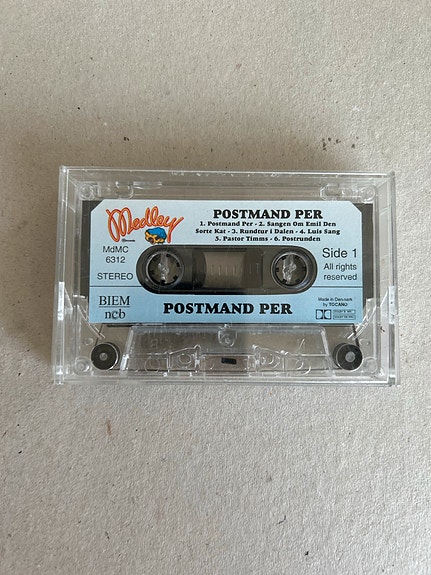 Medley
Records
MdMC
6312
STEREO
BIEM
ncb
POSTMAND PER
1. Postmand Per - 2. Sangen Om Emil Den
Sorte Kat - 3. Rundtur i Dalen - 4. Luis Sang
5. Pastor Timms - 6. Postrunden
Side 1
All rights
reserved
POSTMAND PER
Made in Denmark
by TOCANO